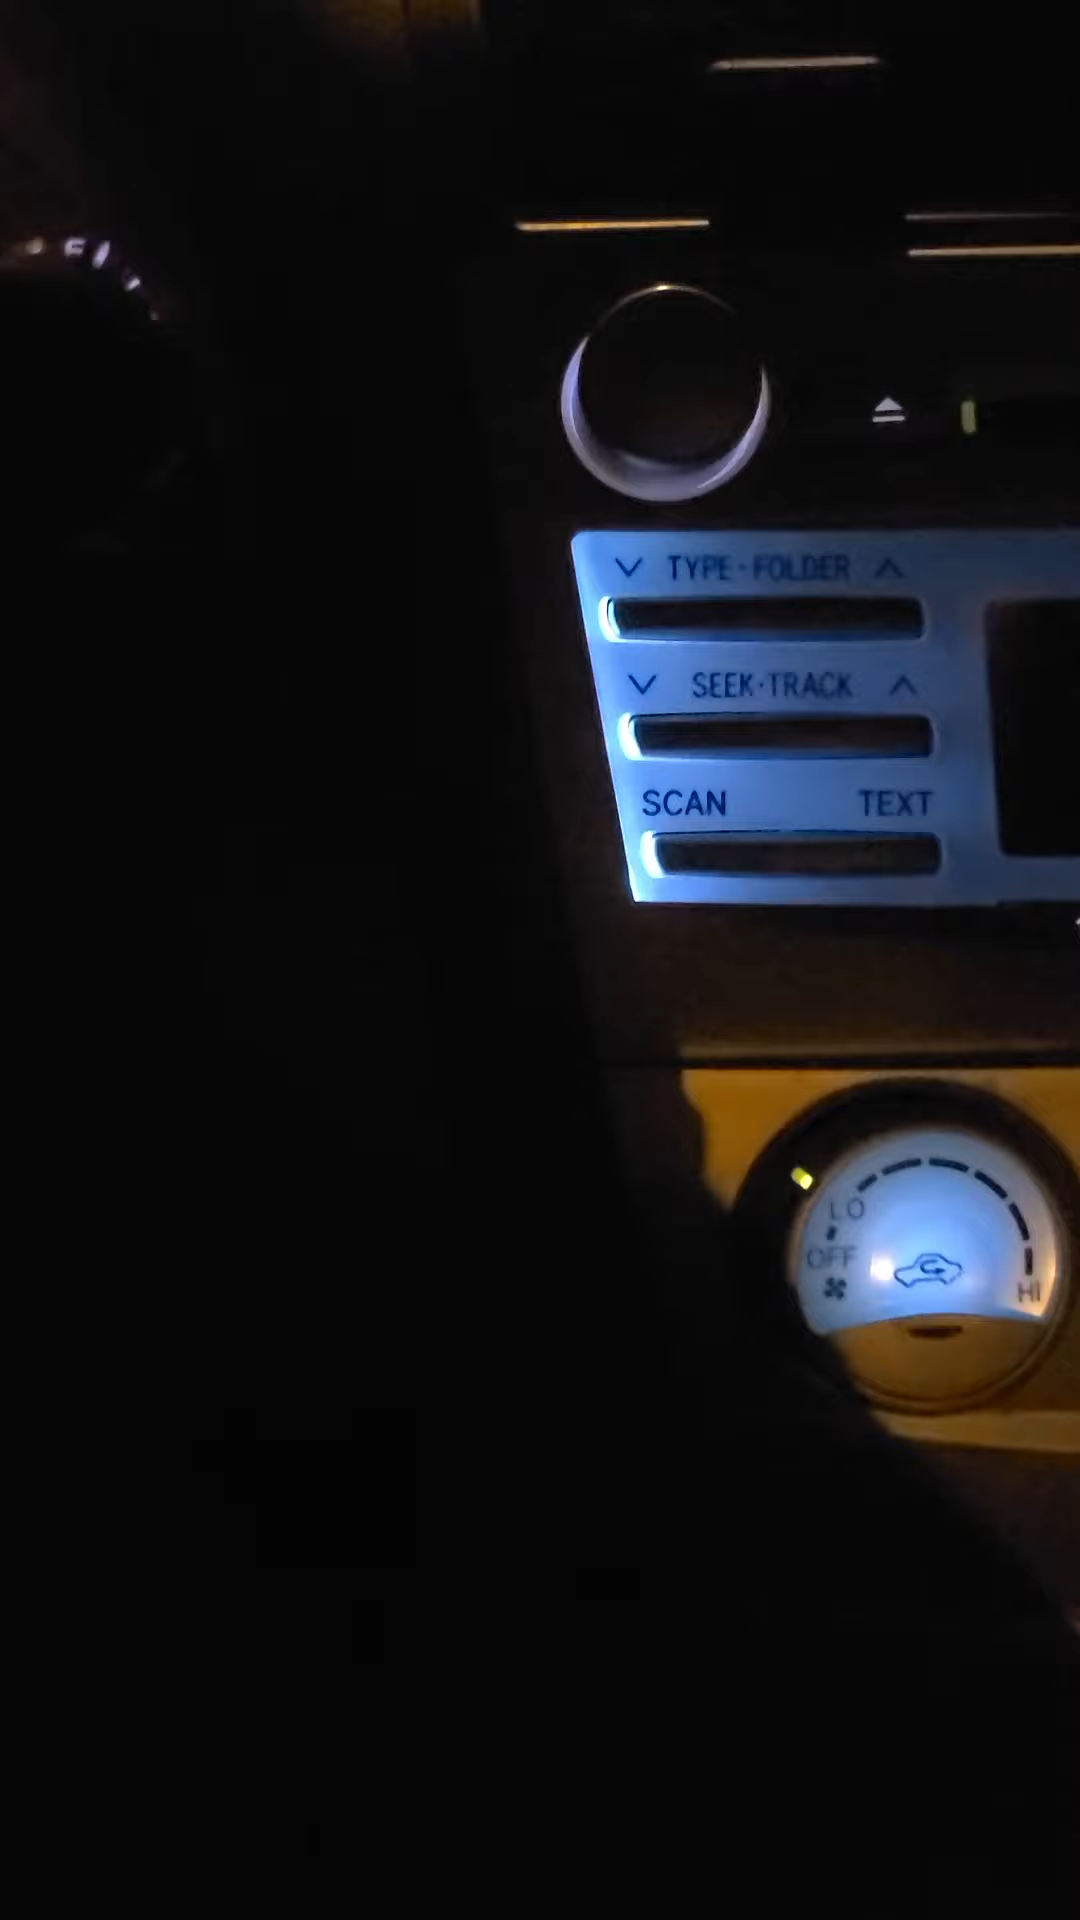 TYPE·FOLDER
SEEK·TRACK
SCAN TEXT
LO
OFF
HI